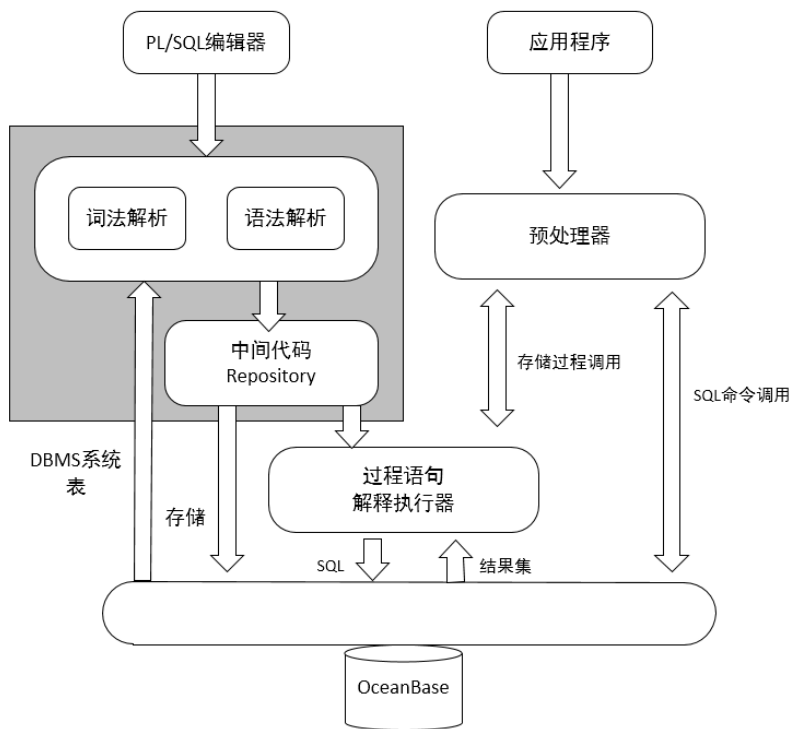 PL/SQL编辑器
应用程序
词法解析
语法解析
预处理器
中间代码
Repository
存储过程调用
SQL命令调用
DBMS系统
表
过程语句
解释执行器
存储
SQL
结果集
OceanBase